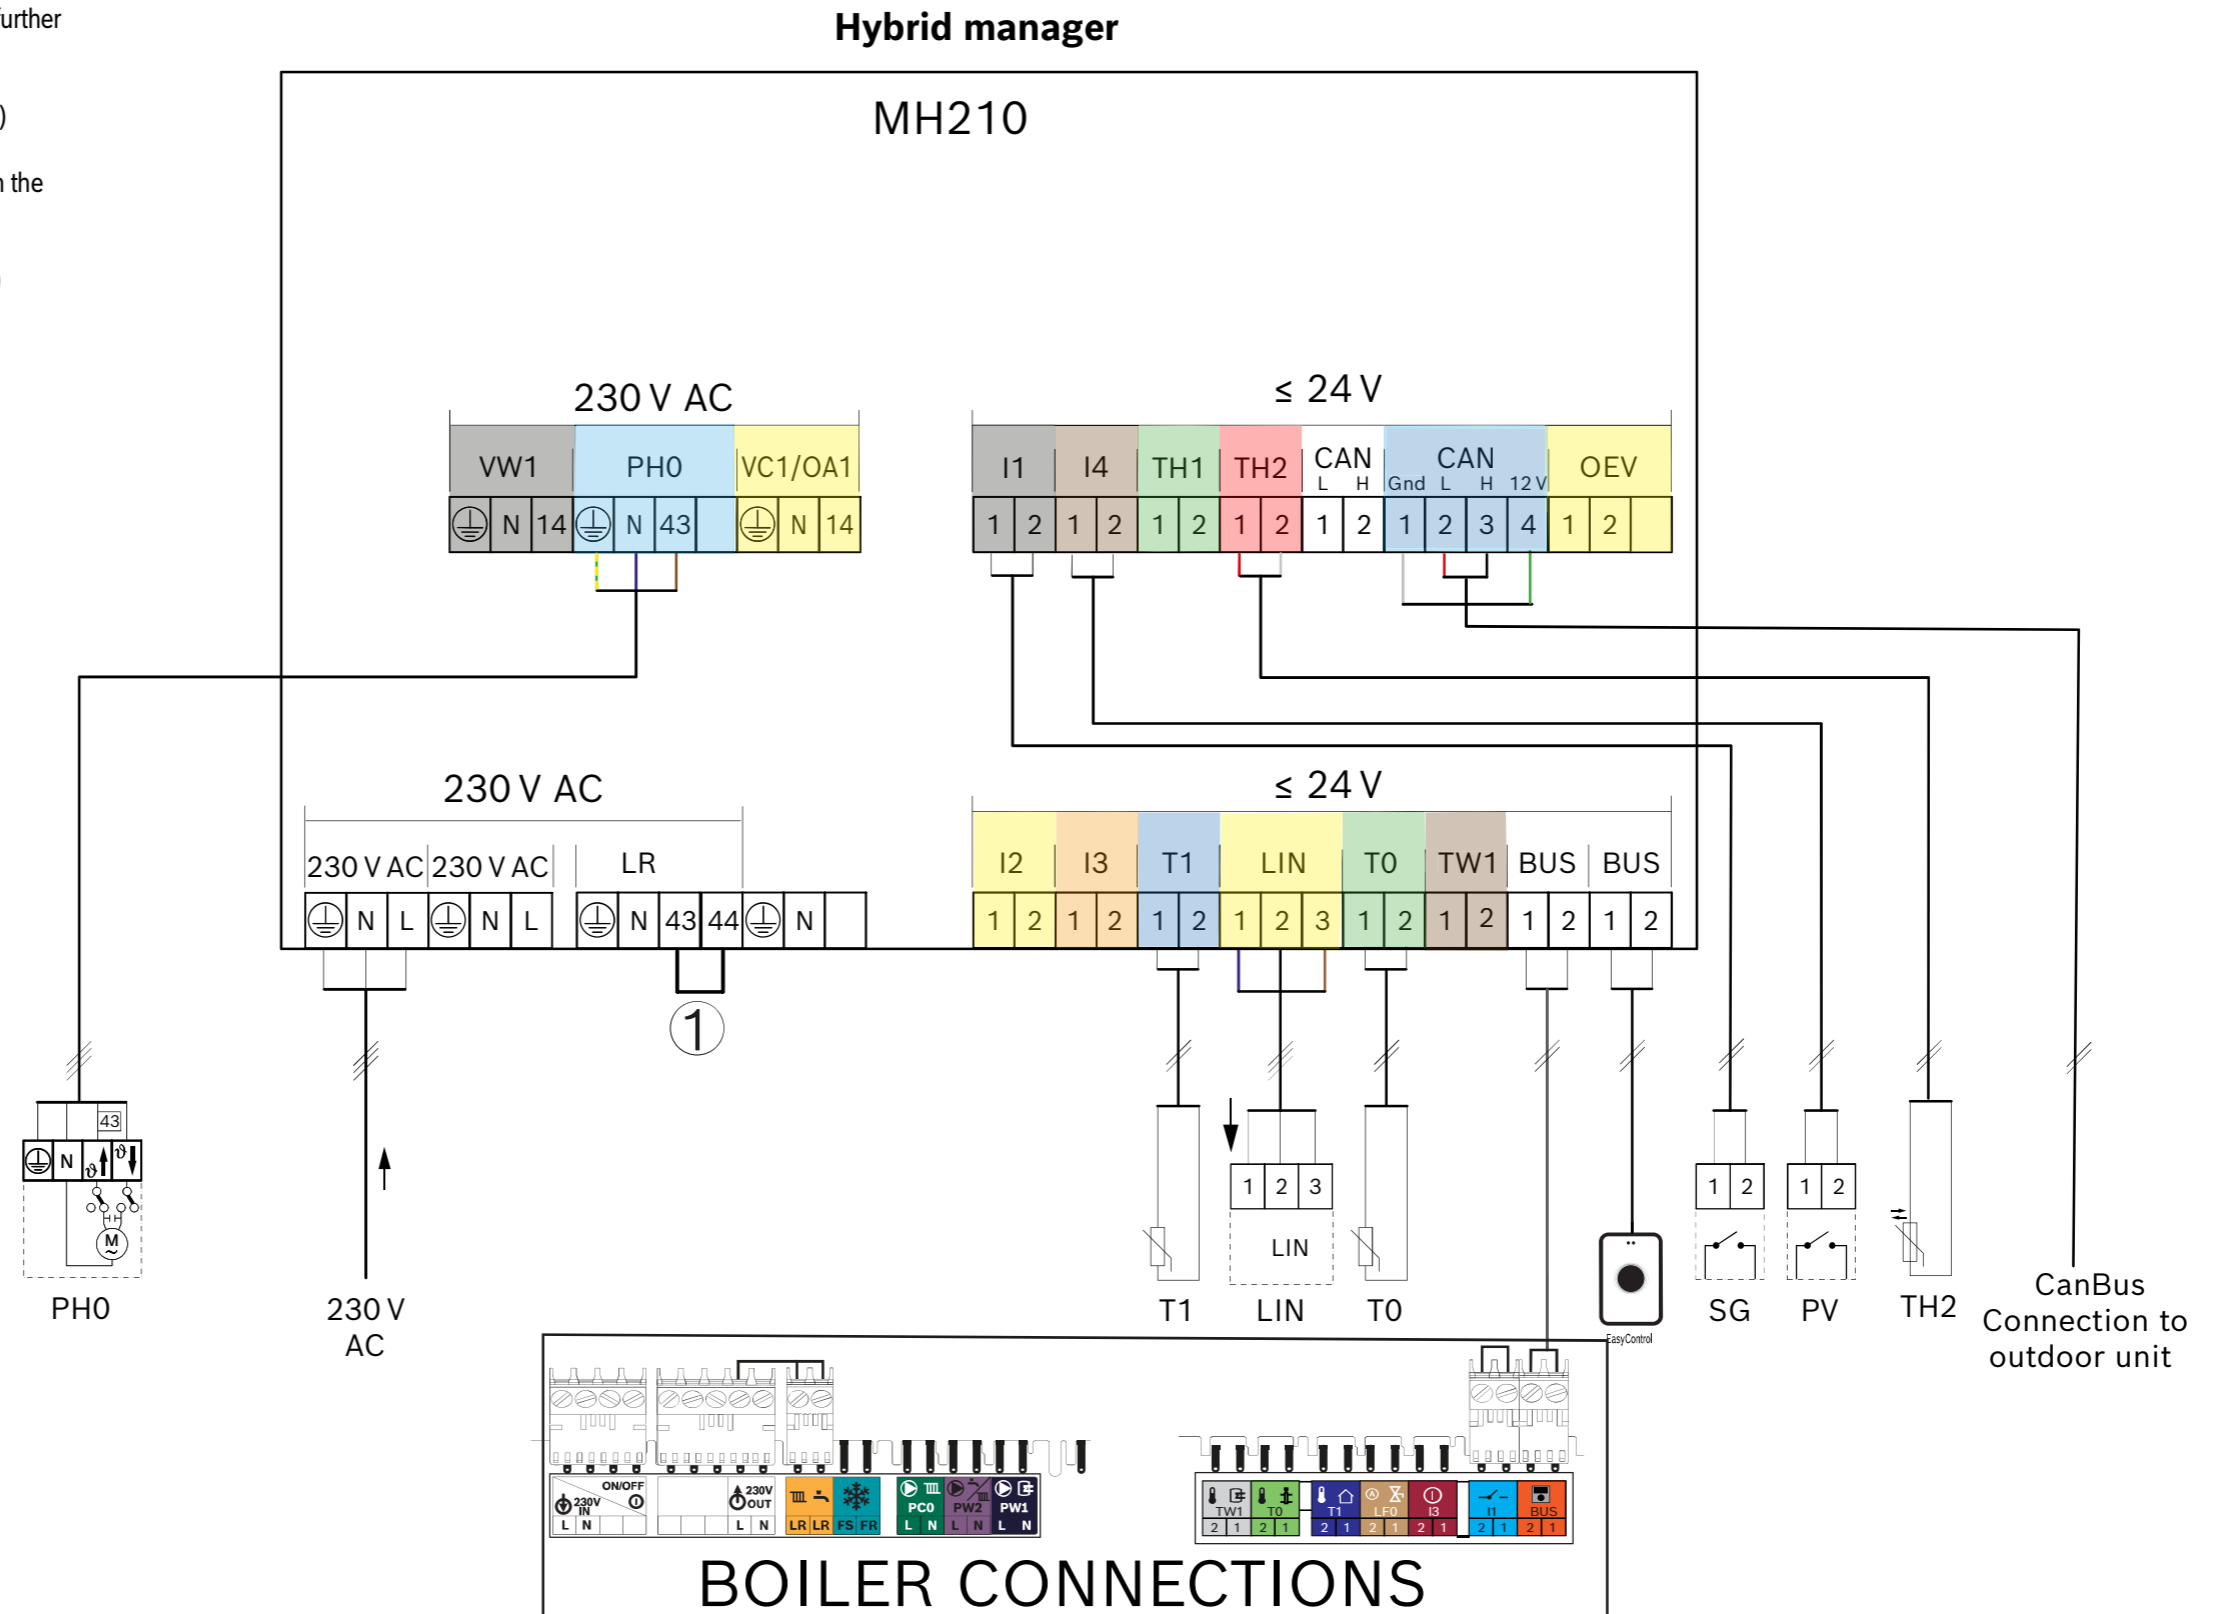 further
)
n the
)
Hybrid manager
MH210
230 V AC
≤ 24 V
VW1 PH0 VC1/OA1
N 14 N 43 N 14
I1 I4 TH1 TH2 CAN CAN OEV
L H Gnd L H 12 V
1 2 1 2 1 2 1 2 1 2 1 2 3 4 1 2
230 V AC
≤ 24 V
230 V AC 230 V AC LR
N L N L N 43 44 N
I2 I3 T1 LIN T0 TW1 BUS BUS
1 2 1 2 1 2 1 2 3 1 2 1 2 1 2 1 2
1
43
N ϑ ϑ
M
~
PH0
230 V
AC
T1
1 2 3
LIN
LIN
T0
EasyControl
1 2
SG
1 2
PV
TH2
CanBus
Connection to
outdoor unit
ON/OFF
230V
IN
L N
230V
OUT
L N
LR LR FS FR
PC0 PW2 PW1
L N L N L N
TW1 T0 T1 LF0 I3 I1 BUS
2 1 2 1 2 1 2 1 2 1 2 1 2 1
BOILER CONNECTIONS